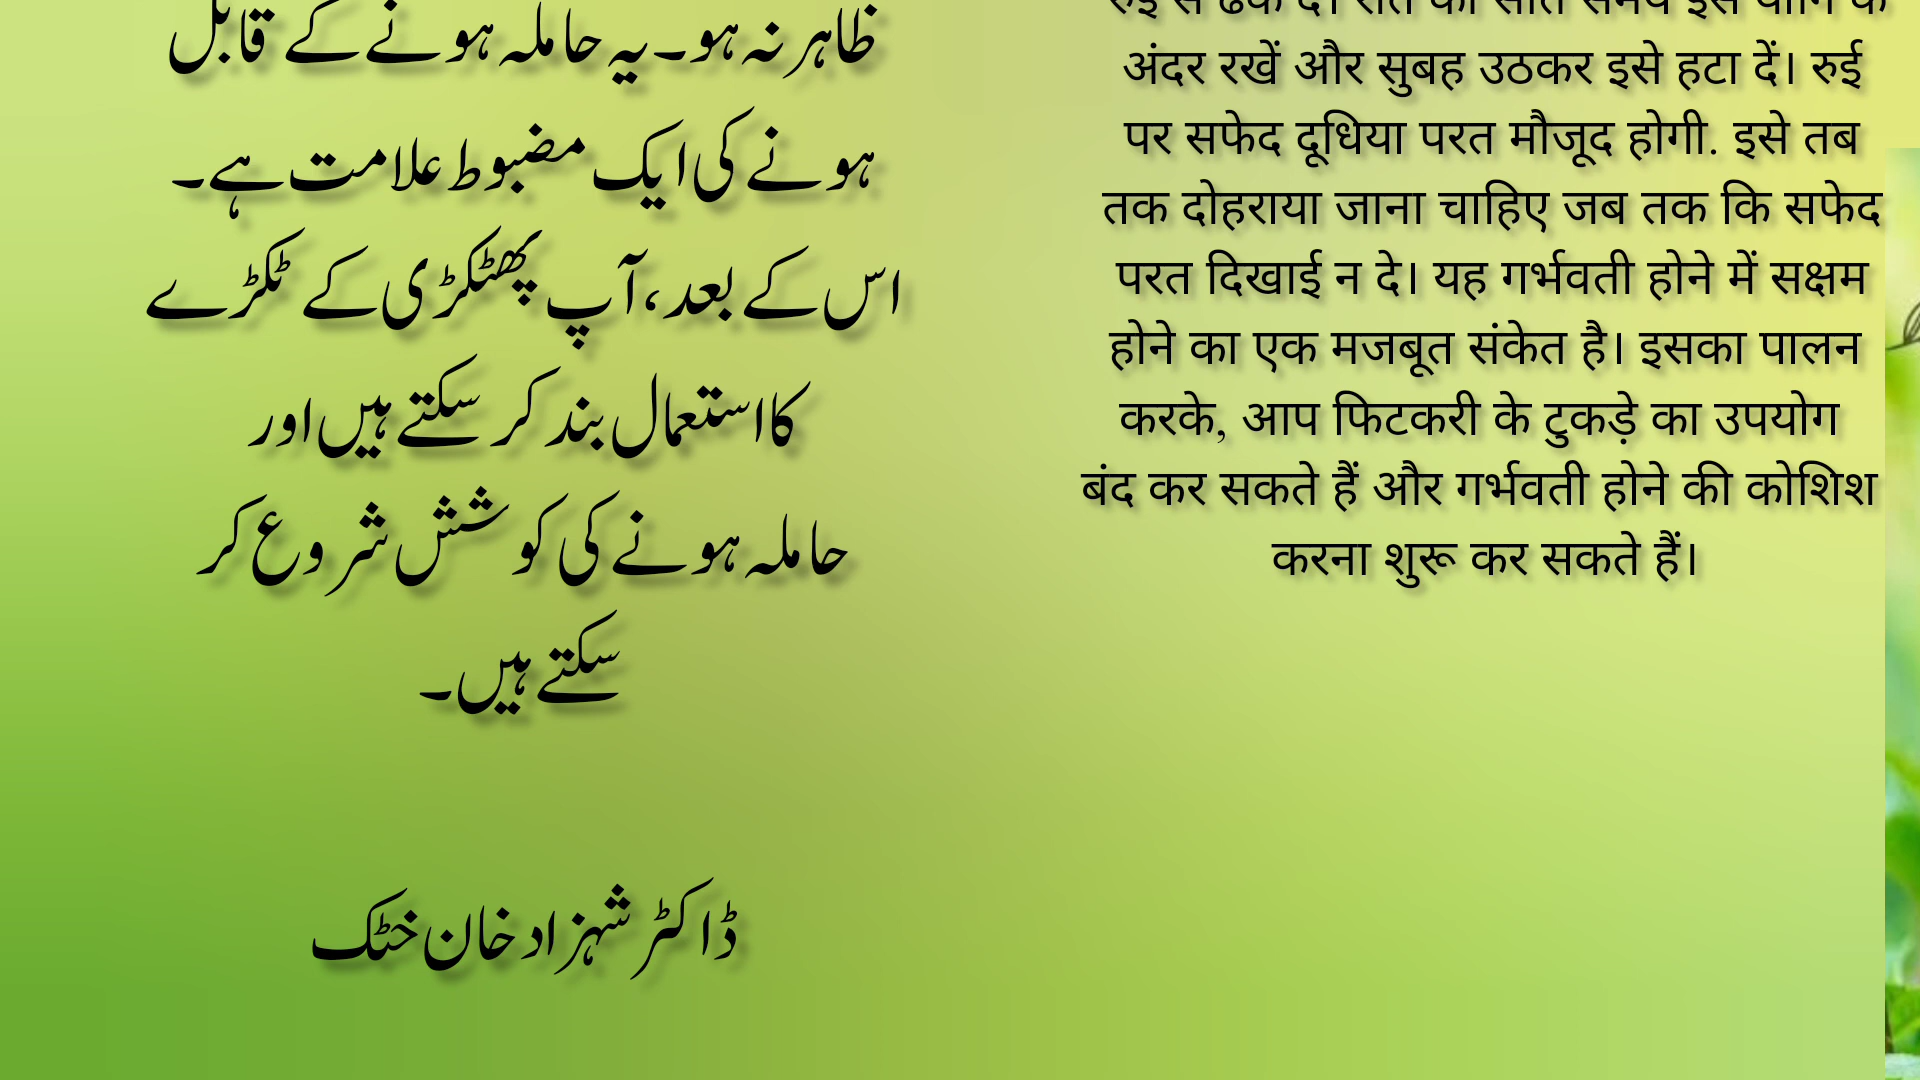 ظاہر نہ ہو۔ یہ حاملہ ہونے کے قابل
ہونے کی ایک مضبوط علامت ہے۔
اس کے بعد، آپ پھٹکڑی کے ٹکڑے
کا استعمال بند کر سکتے ہیں اور
حاملہ ہونے کی کوشش شروع کر
سکتے ہیں۔
ڈاکٹر شہزاد خان خٹک
रुई से ढक दें। रात को सोते समय इसे योनि के
अंदर रखें और सुबह उठकर इसे हटा दें। रुई
पर सफेद दूधिया परत मौजूद होगी. इसे तब
तक दोहराया जाना चाहिए जब तक कि सफेद
परत दिखाई न दे। यह गर्भवती होने में सक्षम
होने का एक मजबूत संकेत है। इसका पालन
करके, आप फिटकरी के टुकड़े का उपयोग
बंद कर सकते हैं और गर्भवती होने की कोशिश
करना शुरू कर सकते हैं।